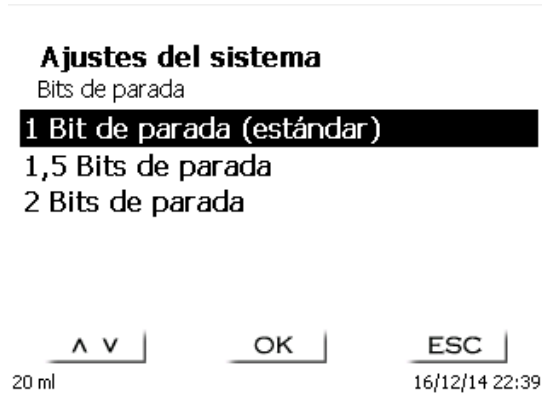 Ajustes del sistema
Bits de parada
1 Bit de parada (estándar)
1,5 Bits de parada
2 Bits de parada
∧ ∨ OK ESC
20 ml 16/12/14 22:39